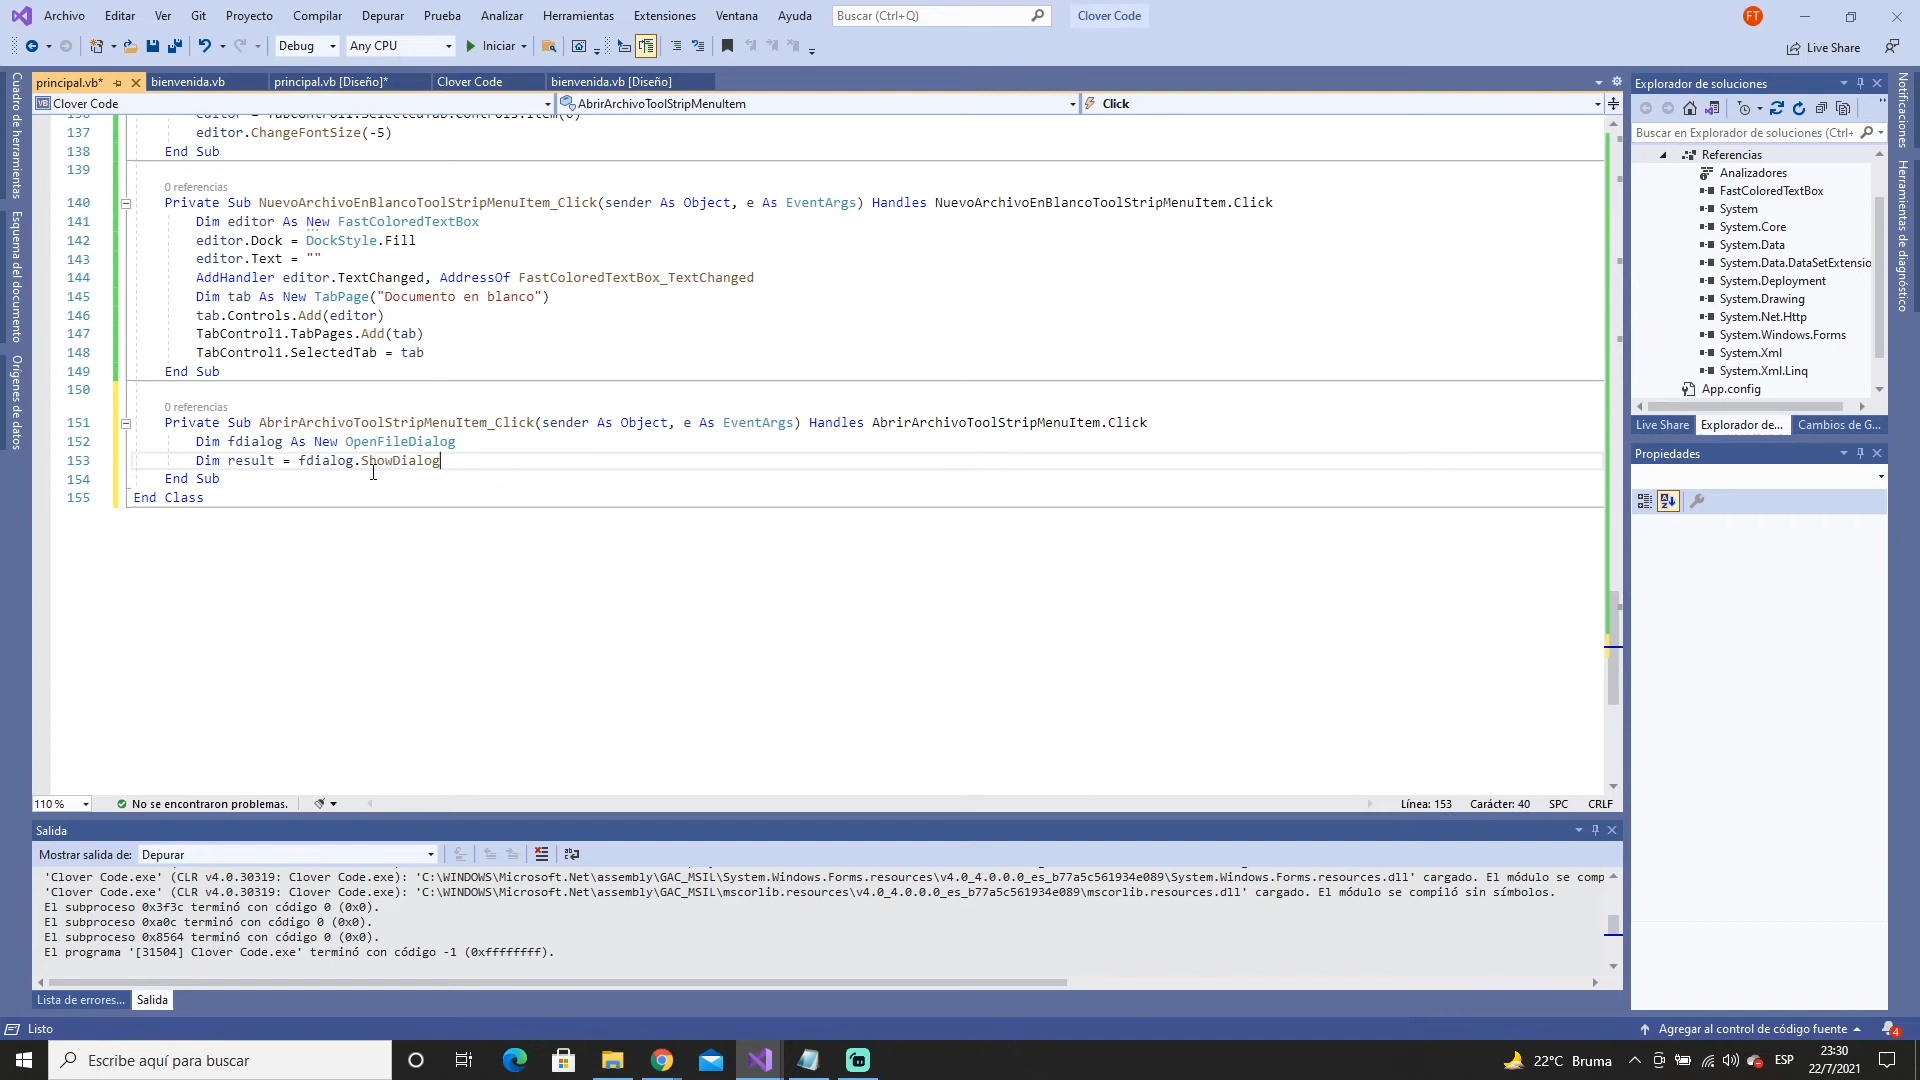 Archivo Editar Ver Git Proyecto Compilar Depurar Prueba Analizar Herramientas Extensiones Ventana Ayuda Buscar (Ctrl+Q) Clover Code FT
Debug Any CPU Iniciar Live Share
principal.vb* bienvenida.vb principal.vb [Diseño]* Clover Code bienvenida.vb [Diseño]
Clover Code AbrirArchivoToolStripMenuItem Click
137 editor.ChangeFontSize(-5)
138 End Sub
139
0 referencias
140 Private Sub NuevoArchivoEnBlancoToolStripMenuItem_Click(sender As Object, e As EventArgs) Handles NuevoArchivoEnBlancoToolStripMenuItem.Click
141 Dim editor As New FastColoredTextBox
142 editor.Dock = DockStyle.Fill
143 editor.Text = ""
144 AddHandler editor.TextChanged, AddressOf FastColoredTextBox_TextChanged
145 Dim tab As New TabPage("Documento en blanco")
146 tab.Controls.Add(editor)
147 TabControl1.TabPages.Add(tab)
148 TabControl1.SelectedTab = tab
149 End Sub
150
0 referencias
151 Private Sub AbrirArchivoToolStripMenuItem_Click(sender As Object, e As EventArgs) Handles AbrirArchivoToolStripMenuItem.Click
152 Dim fdialog As New OpenFileDialog
153 Dim result = fdialog.ShowDialog
154 End Sub
155 End Class
110 % No se encontraron problemas. Línea: 153 Carácter: 40 SPC CRLF
Salida
Mostrar salida de: Depurar
'Clover Code.exe' (CLR v4.0.30319: Clover Code.exe): 'C:\WINDOWS\Microsoft.Net\assembly\GAC_MSIL\System.Windows.Forms.resources\v4.0_4.0.0.0_es_b77a5c561934e089\System.Windows.Forms.resources.dll' cargado. El módulo se comp
'Clover Code.exe' (CLR v4.0.30319: Clover Code.exe): 'C:\WINDOWS\Microsoft.Net\assembly\GAC_MSIL\mscorlib.resources\v4.0_4.0.0.0_es_b77a5c561934e089\mscorlib.resources.dll' cargado. El módulo se compiló sin símbolos.
El subproceso 0x3f3c terminó con código 0 (0x0).
El subproceso 0xa0c terminó con código 0 (0x0).
El subproceso 0x8564 terminó con código 0 (0x0).
El programa '[31504] Clover Code.exe' terminó con código -1 (0xffffffff).
Lista de errores... Salida
Cuadro de herramientas
Esquema del documento
Orígenes de datos
Explorador de soluciones
Buscar en Explorador de soluciones (Ctrl+
Referencias
Analizadores
FastColoredTextBox
System
System.Core
System.Data
System.Data.DataSetExtensio
System.Deployment
System.Drawing
System.Net.Http
System.Windows.Forms
System.Xml
System.Xml.Linq
App.config
Live Share Explorador de... Cambios de G...
Propiedades
Notificaciones
Herramientas de diagnóstico
Listo Agregar al control de código fuente 4
Escribe aquí para buscar 22°C Bruma ESP 23:30
22/7/2021